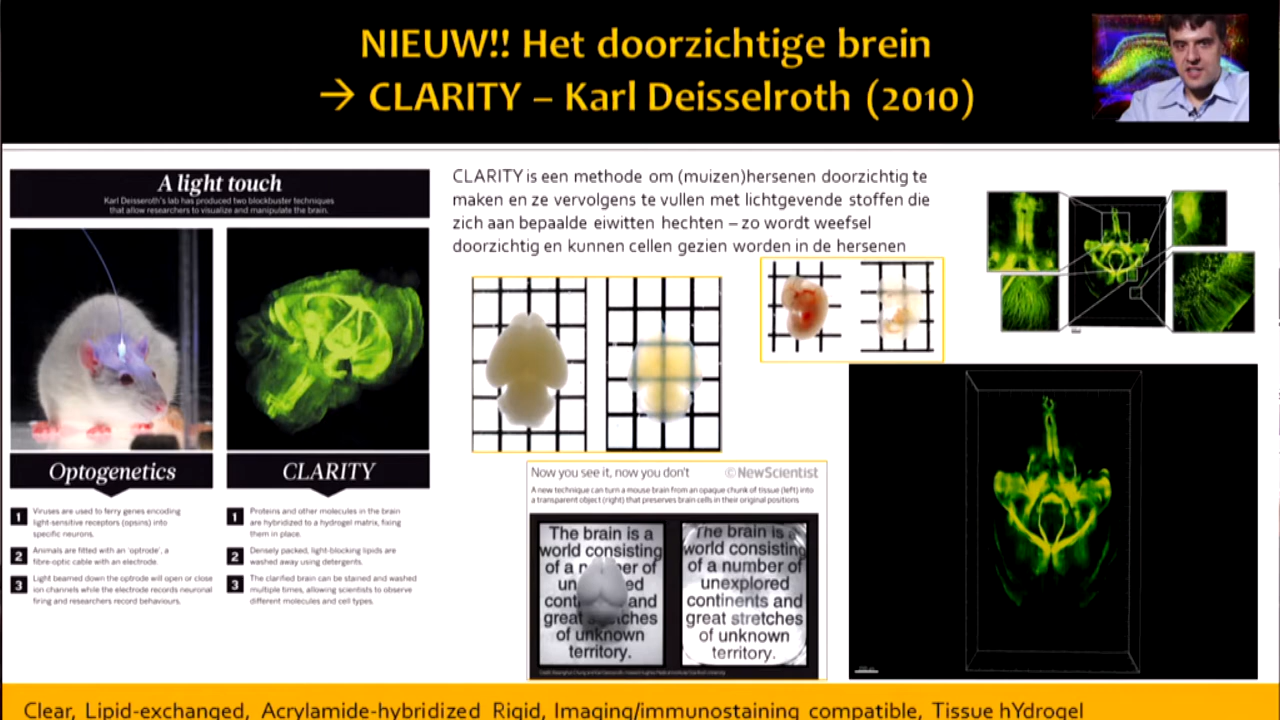 NIEUW!! Het doorzichtige brein
→ CLARITY – Karl Deisselroth (2010)
A light touch
Karl Deisseroth's lab has produced two blockbuster techniques
that allow researchers to visualize and manipulate the brain.
Optogenetics
1 Viruses are used to ferry genes encoding
light-sensitive receptors (opsins) into
specific neurons.
2 Animals are fitted with an 'optrode', a
fibre-optic cable with an electrode.
3 Light beamed down the optrode will open or close
ion channels while the electrode records neuronal
firing and researchers record behaviours.
CLARITY
1 Proteins and other molecules in the brain
are hybridized to a hydrogel matrix, fixing
them in place.
2 Densely packed, light-blocking lipids are
washed away using detergents.
3 The clarified brain can be stained and washed
multiple times, allowing scientists to observe
different molecules and cell types.
CLARITY is een methode om (muizen)hersenen doorzichtig te
maken en ze vervolgens te vullen met lichtgevende stoffen die
zich aan bepaalde eiwitten hechten – zo wordt weefsel
doorzichtig en kunnen cellen gezien worden in de hersenen
Now you see it, now you don't ©NewScientist
A new technique can turn a mouse brain from an opaque chunk of tissue (left) into
a transparent object (right) that preserves brain cells in their original positions
The brain is a
world consisting
of a n er of
un ed
cont and
great s ches
of unknown
territory.
The brain is a
world consisting
of a number of
unexplored
continents and
great stretches
of unknown
territory.
Clear, Lipid-exchanged, Acrylamide-hybridized Rigid, Imaging/immunostaining compatible, Tissue hYdrogel